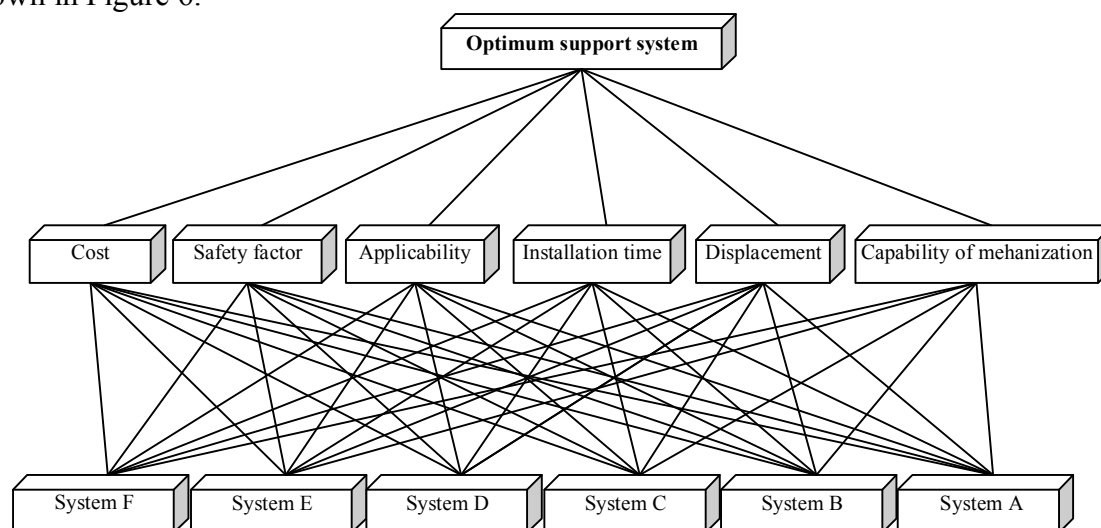 own in Figure 6.
Optimum support system
Cost
Safety factor
Applicability
Installation time
Displacement
Capability of mehanization
System F
System E
System D
System C
System B
System A